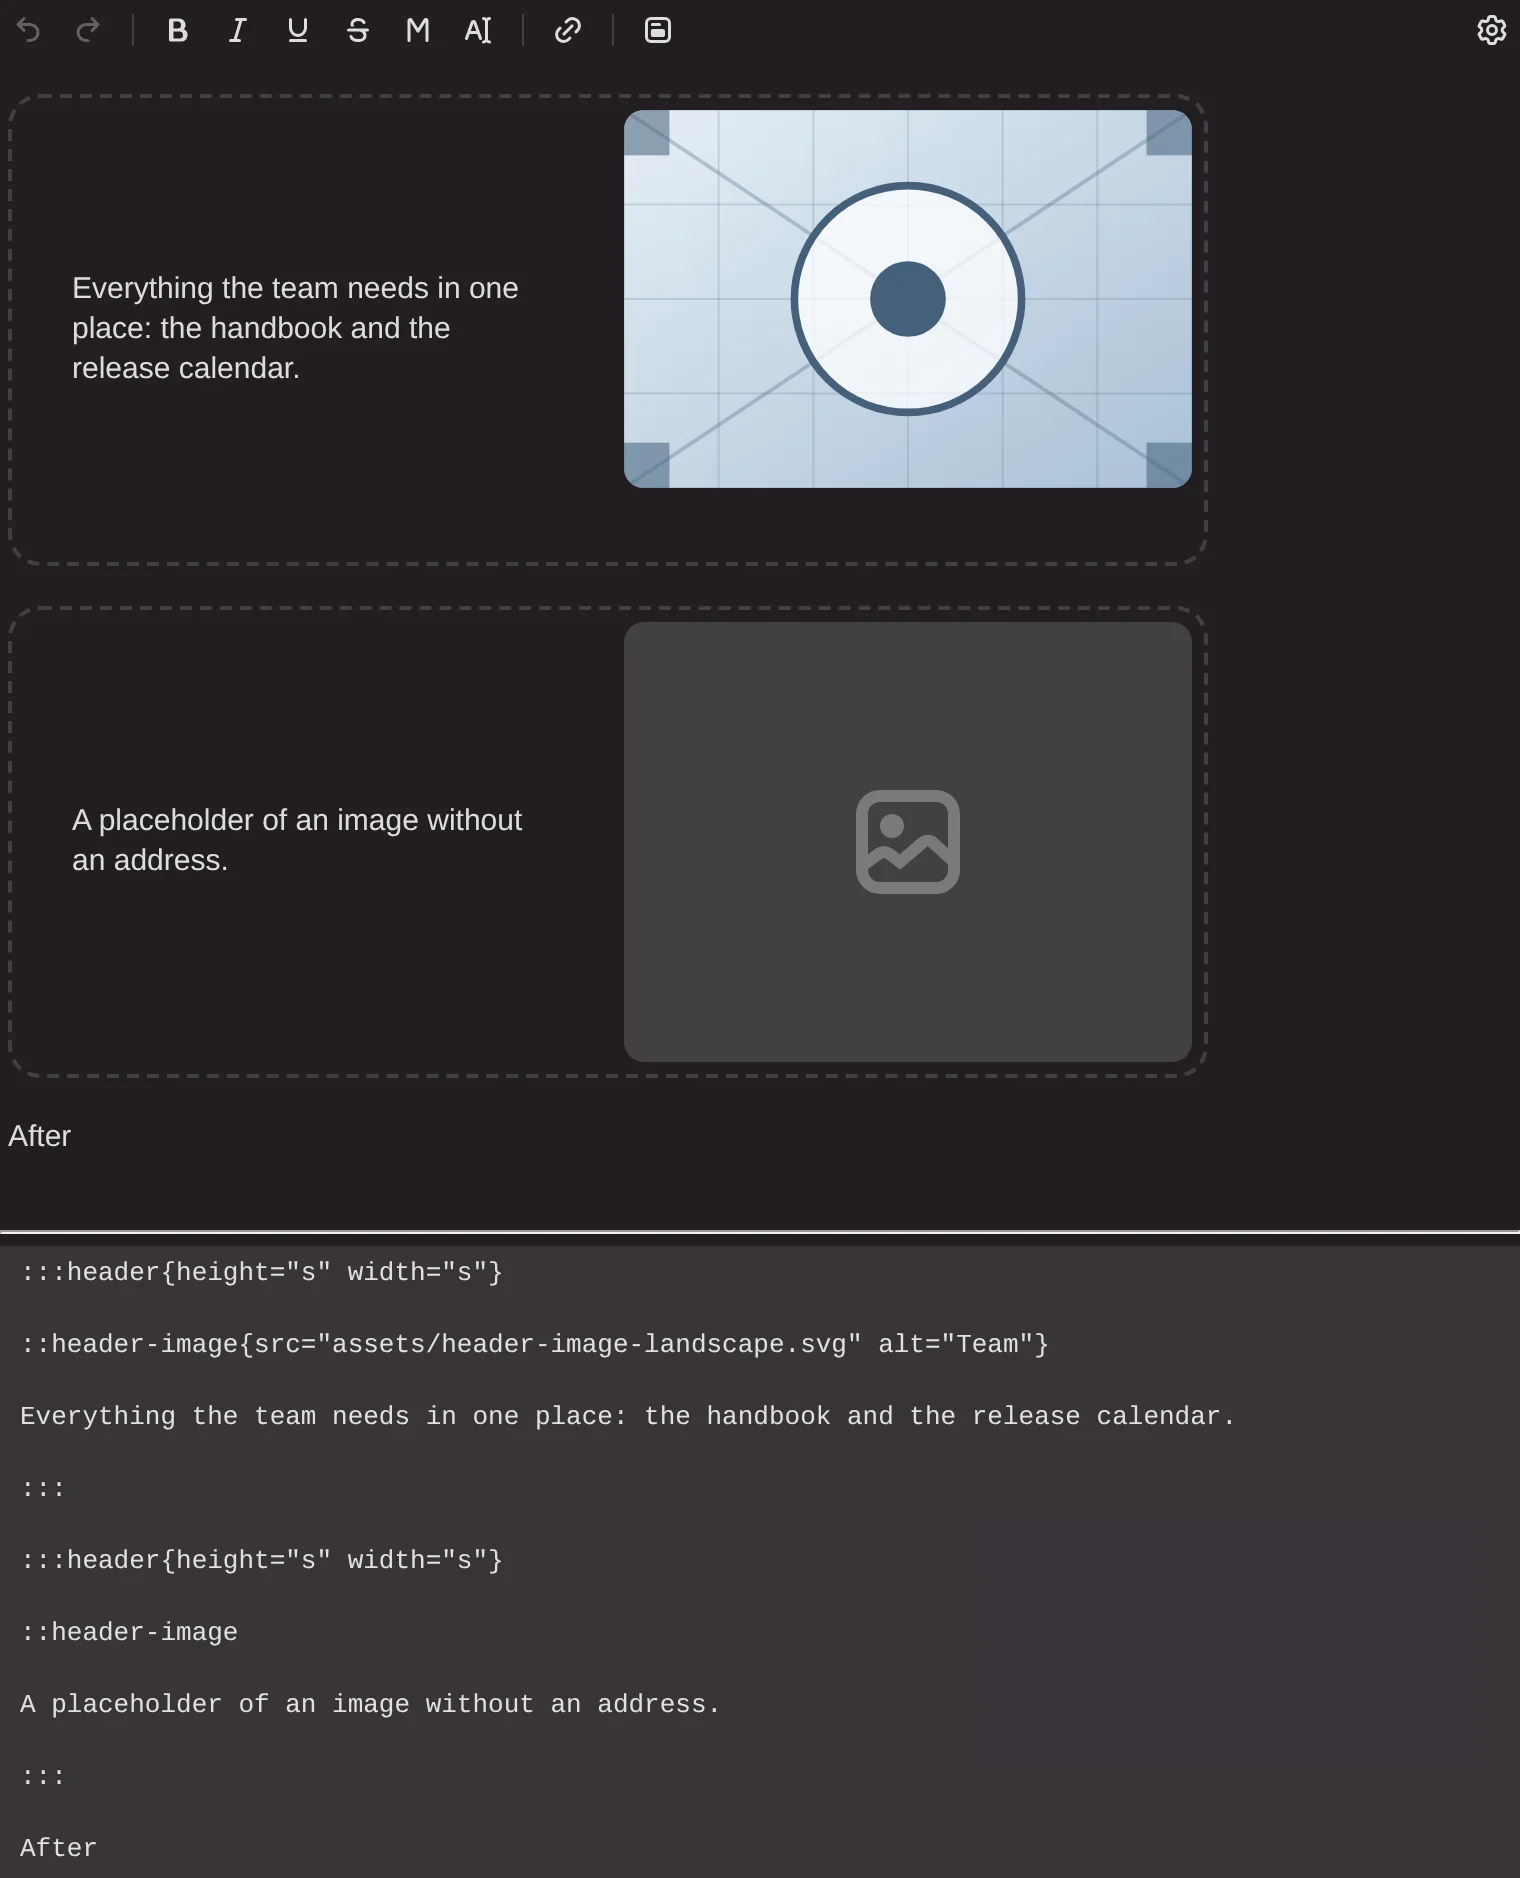 Everything the team needs in one
place: the handbook and the
release calendar.
A placeholder of an image without
an address.
After
:::header{height="s" width="s"}
::header-image{src="assets/header-image-landscape.svg" alt="Team"}
Everything the team needs in one place: the handbook and the release calendar.
:::
:::header{height="s" width="s"}
::header-image
A placeholder of an image without an address.
:::
After